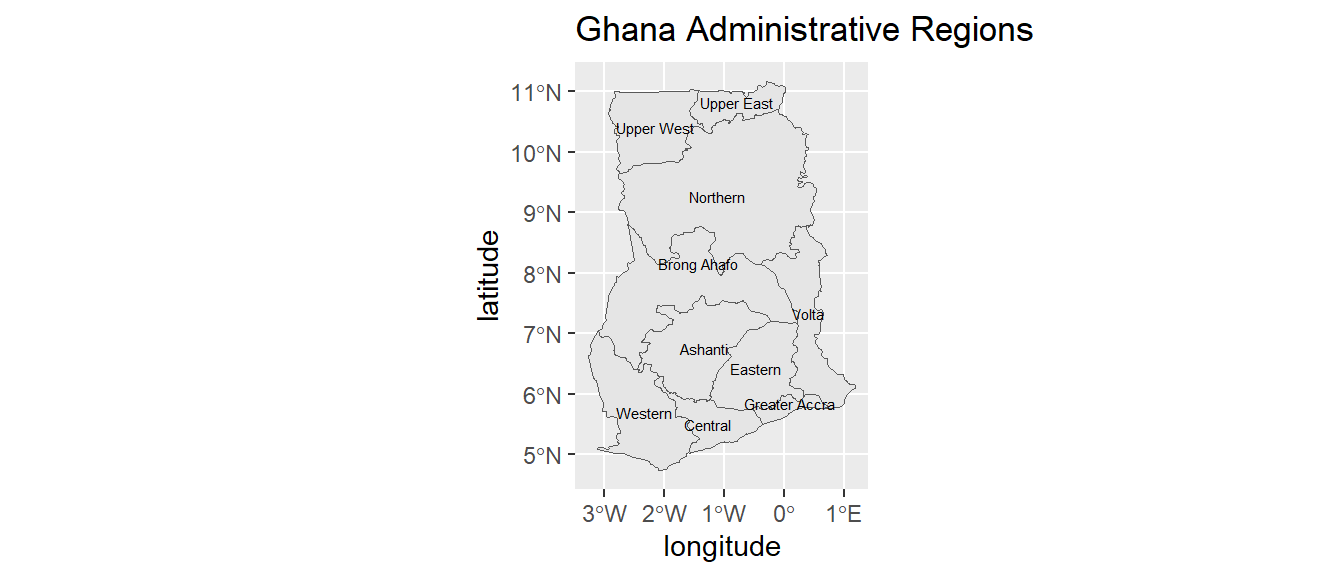 Ghana Administrative Regions
11°N
10°N
9°N
8°N
7°N
6°N
5°N
latitude
Upper East
Upper West
Northern
Brong Ahafo
Volta
Ashanti
Eastern
Greater Accra
Western
Central
3°W 2°W 1°W 0° 1°E
longitude